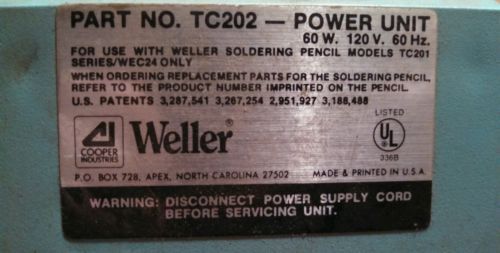 PART NO. TC202 — POWER UNIT
60 W. 120 V. 60 Hz.
FOR USE WITH WELLER SOLDERING PENCIL MODELS TC201
SERIES/WEC24 ONLY
WHEN ORDERING REPLACEMENT PARTS FOR THE SOLDERING PENCIL,
REFER TO THE PRODUCT NUMBER IMPRINTED ON THE PENCIL.
U.S. PATENTS 3,287,541 3,267,254 2,951,927 3,188,488
COOPER
INDUSTRIES
Weller®
LISTED
UL
®
336B
P.O. BOX 728, APEX, NORTH CAROLINA 27502
MADE & PRINTED IN U.S.A.
WARNING: DISCONNECT POWER SUPPLY CORD
BEFORE SERVICING UNIT.